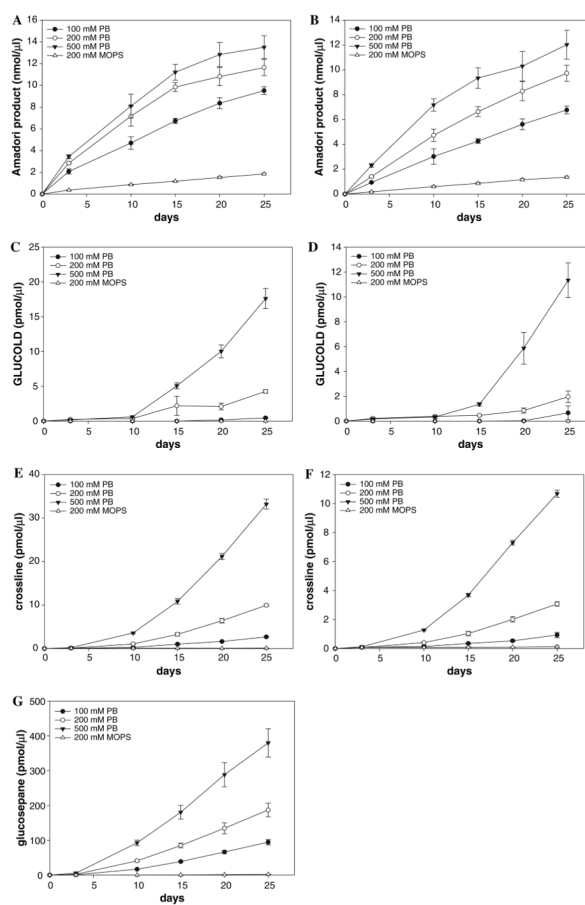 A
Amadori product (nmol/μl)
16
14
12
10
8
6
4
2
0
100 mM PB
200 mM PB
500 mM PB
200 mM MOPS
0 5 10 15 20 25
days
B
Amadori product (nmol/μl)
14
12
10
8
6
4
2
0
100 mM PB
200 mM PB
500 mM PB
200 mM MOPS
0 5 10 15 20 25
days
C
GLUCOLD (pmol/μl)
25
20
15
10
5
0
100 mM PB
200 mM PB
500 mM PB
200 mM MOPS
0 5 10 15 20 25
days
D
GLUCOLD (pmol/μl)
14
12
10
8
6
4
2
0
100 mM PB
200 mM PB
500 mM PB
200 mM MOPS
0 5 10 15 20 25
days
E
crossline (pmol/μl)
40
30
20
10
0
100 mM PB
200 mM PB
500 mM PB
200 mM MOPS
0 5 10 15 20 25
days
F
crossline (pmol/μl)
12
10
8
6
4
2
0
100 mM PB
200 mM PB
500 mM PB
200 mM MOPS
0 5 10 15 20 25
days
G
glucosepane (pmol/μl)
500
400
300
200
100
0
100 mM PB
200 mM PB
500 mM PB
200 mM MOPS
0 5 10 15 20 25
days